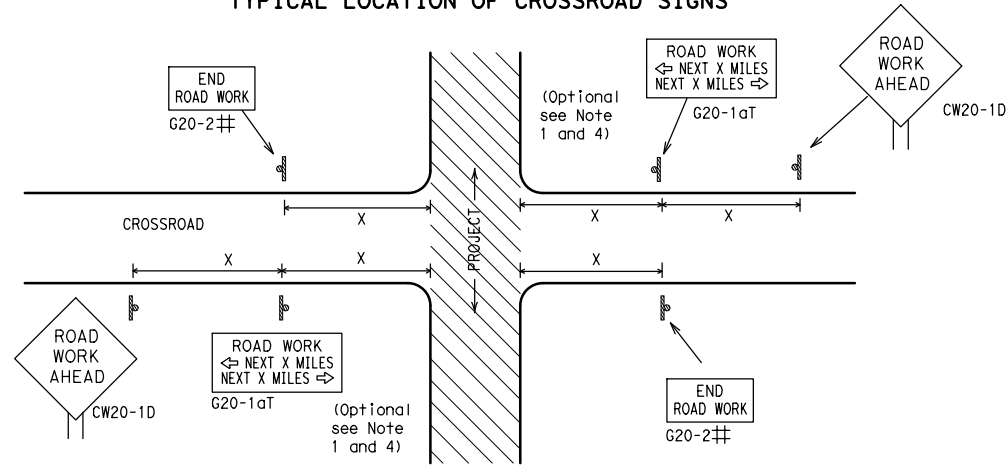 TYPICAL LOCATION OF CROSSROAD SIGNS
ROAD
WORK
AHEAD
CW20-1D
ROAD WORK
⇦ NEXT X MILES
NEXT X MILES ⇨
G20-1aT
(Optional
see Note
1 and 4)
END
ROAD WORK
G20-2#
X
X
X
CROSSROAD
PROJECT
X
X
X
ROAD
WORK
AHEAD
CW20-1D
ROAD WORK
⇦ NEXT X MILES
NEXT X MILES ⇨
G20-1aT
(Optional
see Note
1 and 4)
END
ROAD WORK
G20-2#